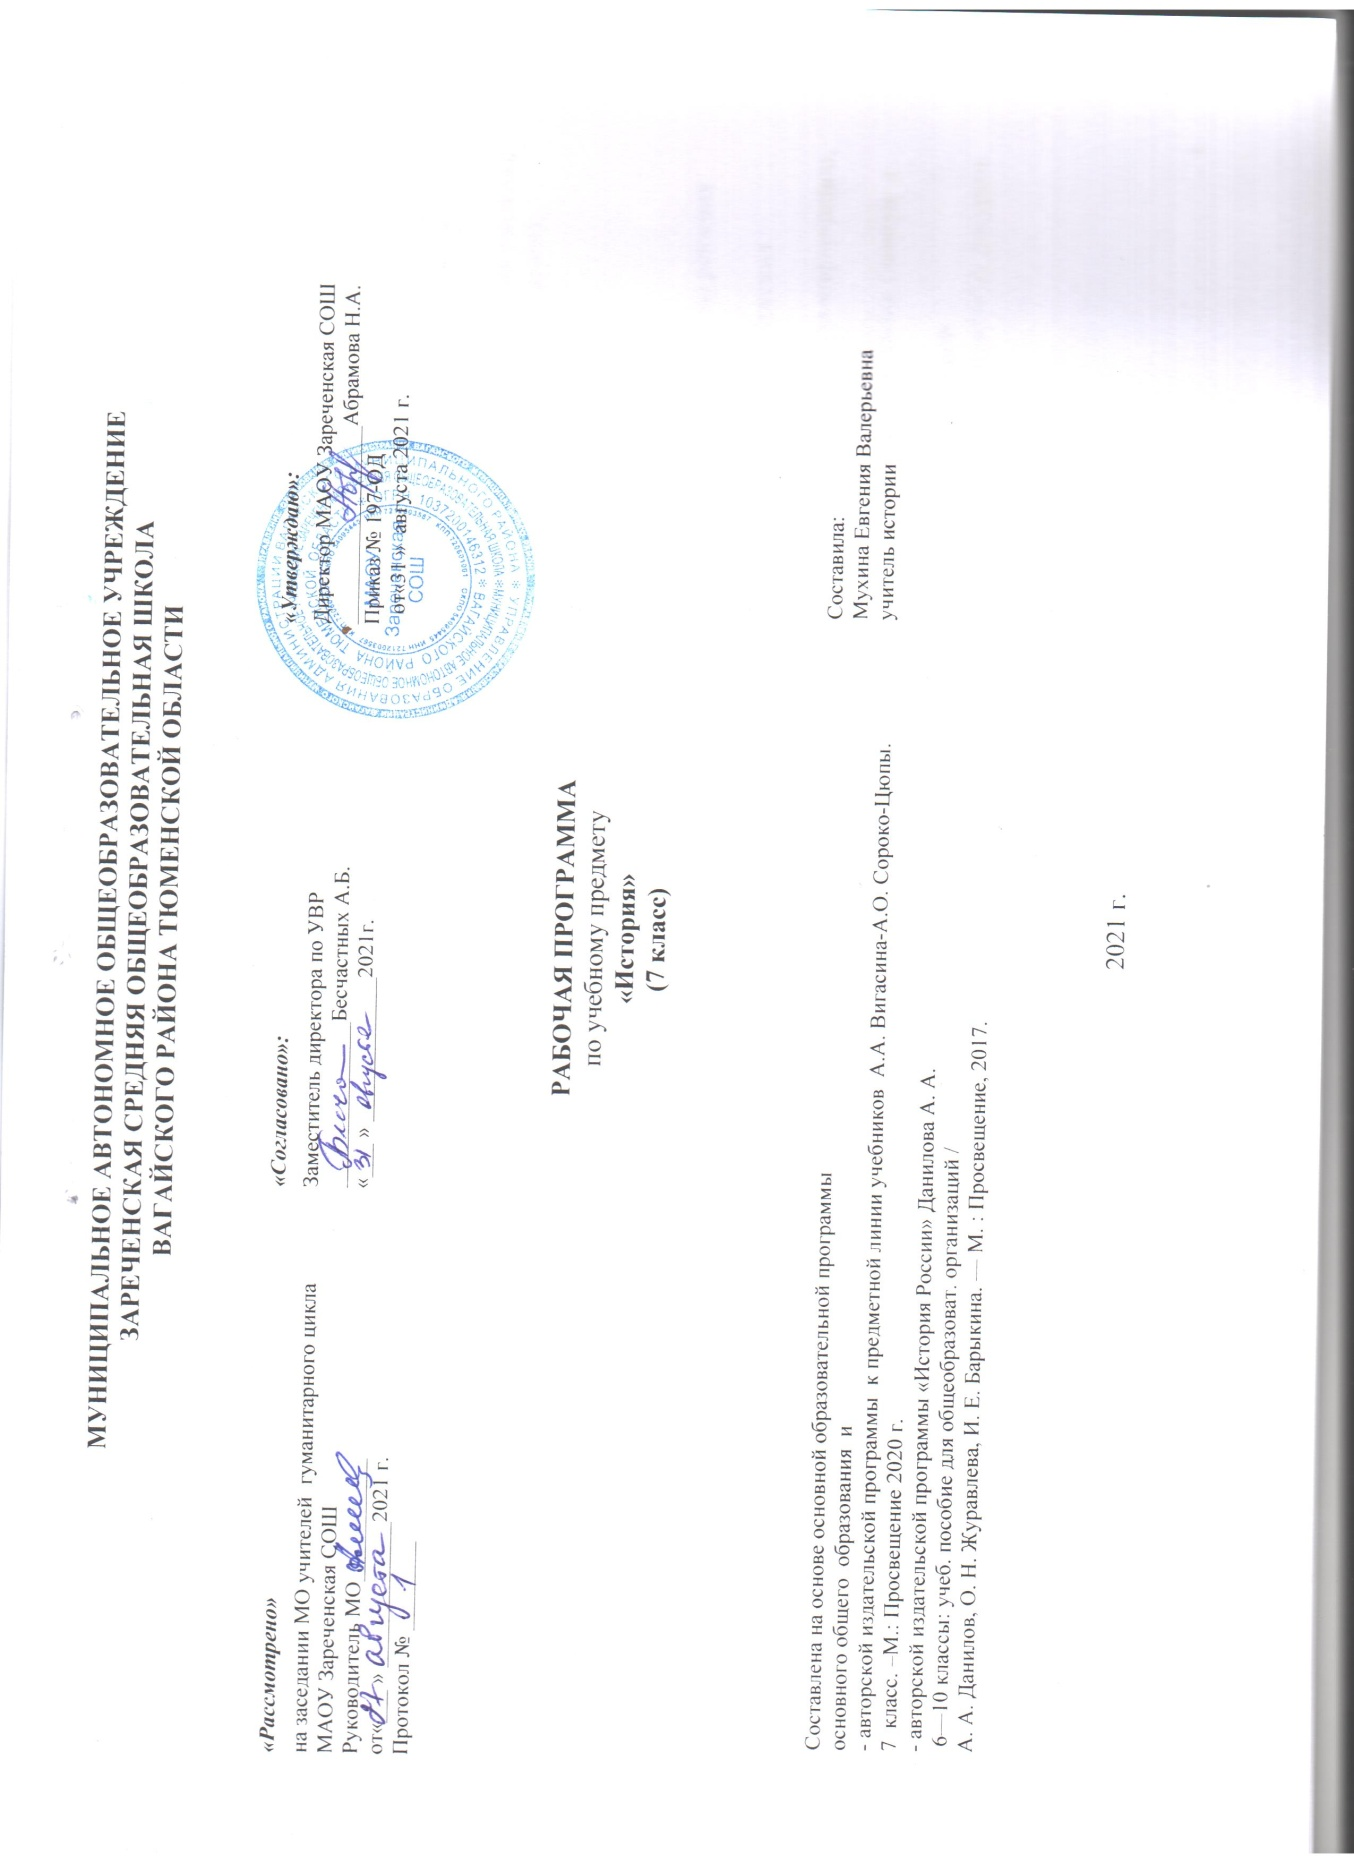 МУНИЦИПАЛЬНОЕ АВТОНОМНОЕ ОБЩЕОБРАЗОВАТЕЛЬНОЕ УЧРЕЖДЕНИЕ
ЗАРЕЧЕНСКАЯ СРЕДНЯЯ ОБЩЕОБРАЗОВАТЕЛЬНАЯ ШКОЛА
ВАГАЙСКОГО РАЙОНА ТЮМЕНСКОЙ ОБЛАСТИ
«Рассмотрено»
на заседании МО учителей гуманитарного цикла
МАОУ Зареченская СОШ
Руководитель МО
от« » августа 2021 г.
Протокол № 1
«Согласовано»:
Заместитель директора по УВР
Бесчастных А.Б.
« 31 » августа 2021г.
«Утверждаю»:
Директор МАОУ Зареченская СОШ
Абрамова Н.А.
Приказ № 197-ОД
от«31 » августа 2021 г.
МАОУ
Зареченская
СОШ
РАБОЧАЯ ПРОГРАММА
по учебному предмету
«История»
(7 класс)
Составлена на основе основной образовательной программы
основного общего образования и
- авторской издательской программы к предметной линии учебников А.А. Вигасина-А.О. Сороко-Цюпы.
7 класс. –М.: Просвещение 2020 г.
- авторской издательской программы «История России» Данилова А. А.
6—10 классы: учеб. пособие для общеобразоват. организаций /
А. А. Данилов, О. Н. Журавлева, И. Е. Барыкина. — М. : Просвещение, 2017.
Составила:
Мухина Евгения Валерьевна
учитель истории
2021 г.